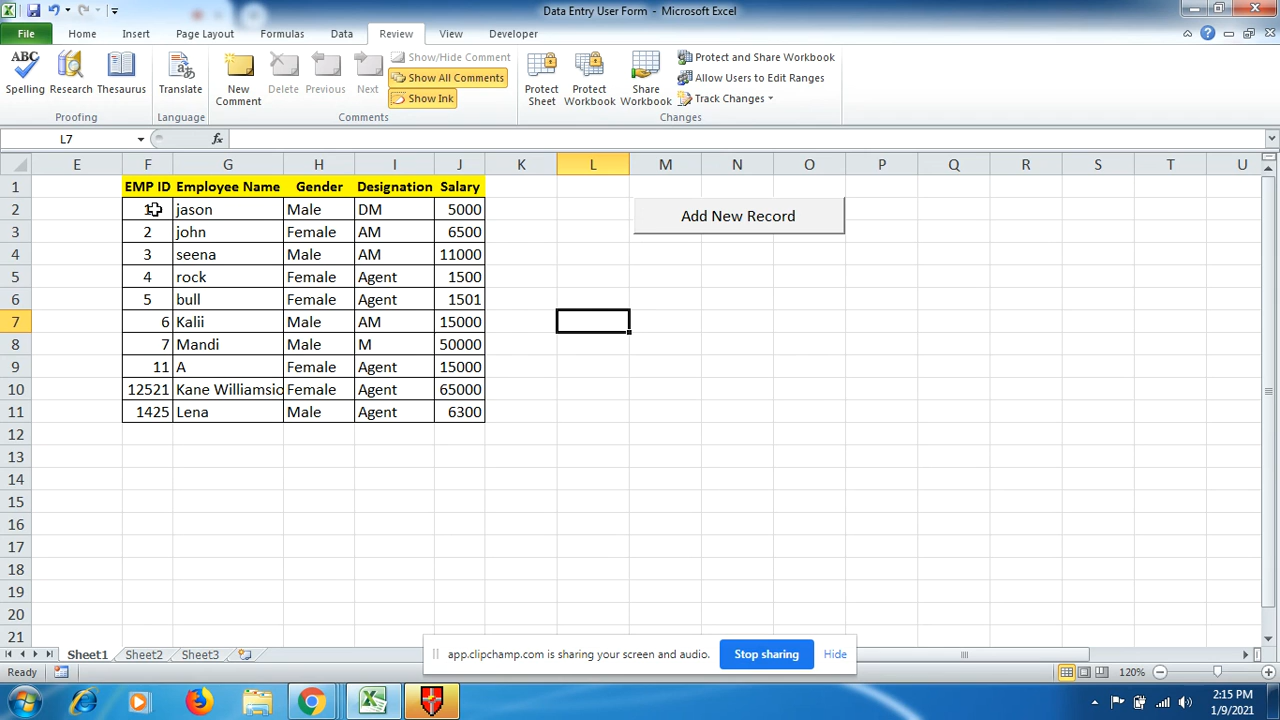 Data Entry User Form - Microsoft Excel
File Home Insert Page Layout Formulas Data Review View Developer
ABC
Spelling Research Thesaurus Translate New Comment Delete Previous Next
Show/Hide Comment
Show All Comments
Show Ink
Protect Sheet Protect Workbook Share Workbook
Protect and Share Workbook
Allow Users to Edit Ranges
Track Changes
Proofing Language Comments Changes
L7 fx
E F G H I J K L M N O P Q R S T U
1 EMP ID Employee Name Gender Designation Salary
2 1 jason Male DM 5000 Add New Record
3 2 john Female AM 6500
4 3 seena Male AM 11000
5 4 rock Female Agent 1500
6 5 bull Female Agent 1501
7 6 Kalii Male AM 15000
8 7 Mandi Male M 50000
9 11 A Female Agent 15000
10 12521 Kane Williamsio Female Agent 65000
11 1425 Lena Male Agent 6300
12
13
14
15
16
17
18
19
20
21
Sheet1 Sheet2 Sheet3
app.clipchamp.com is sharing your screen and audio. Stop sharing Hide
Ready 120%
2:15 PM
1/9/2021